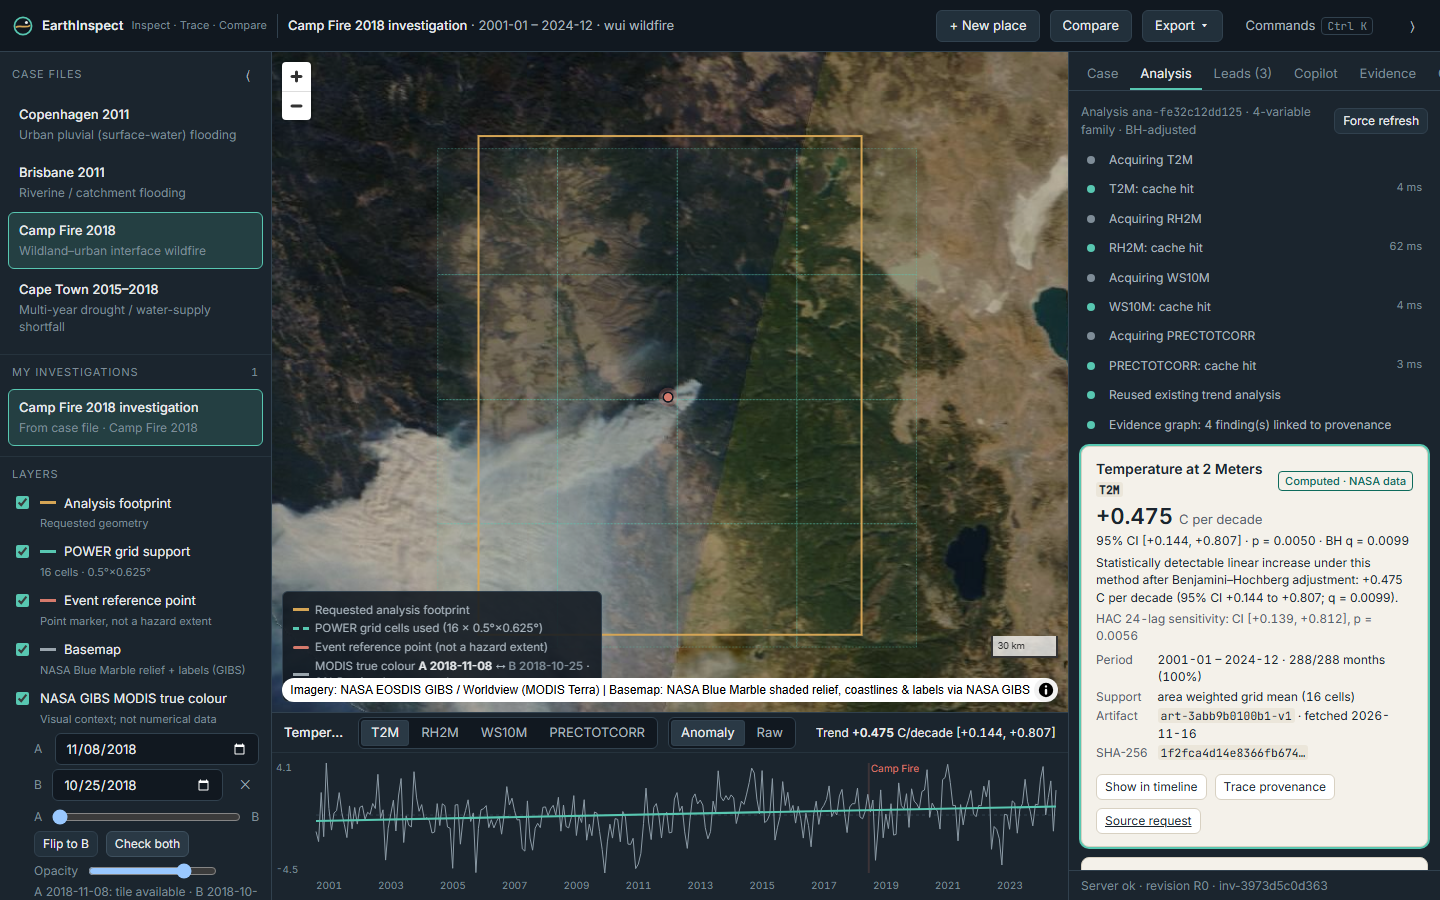 EarthInspect Inspect · Trace · Compare
Camp Fire 2018 investigation · 2001-01 – 2024-12 · wui wildfire
+ New place
Compare
Export
Commands Ctrl K
CASE FILES
Copenhagen 2011
Urban pluvial (surface-water) flooding
Brisbane 2011
Riverine / catchment flooding
Camp Fire 2018
Wildland–urban interface wildfire
Cape Town 2015–2018
Multi-year drought / water-supply
shortfall
MY INVESTIGATIONS 1
Camp Fire 2018 investigation
From case file · Camp Fire 2018
LAYERS
Analysis footprint
Requested geometry
POWER grid support
16 cells · 0.5°×0.625°
Event reference point
Point marker, not a hazard extent
Basemap
NASA Blue Marble relief + labels (GIBS)
NASA GIBS MODIS true colour
Visual context; not numerical data
A 11/08/2018
B 10/25/2018
A B
Flip to B
Check both
Opacity
A 2018-11-08: tile available · B 2018-10-
Requested analysis footprint
POWER grid cells used (16 × 0.5°×0.625°)
Event reference point (not a hazard extent)
MODIS true colour A 2018-11-08 ↔ B 2018-10-25 ·
30 km
Imagery: NASA EOSDIS GIBS / Worldview (MODIS Terra) | Basemap: NASA Blue Marble shaded relief, coastlines & labels via NASA GIBS
Temper...
T2M
RH2M
WS10M
PRECTOTCORR
Anomaly
Raw
Trend +0.475 C/decade [+0.144, +0.807]
4.1
Camp Fire
-4.5
2001 2003 2005 2007 2009 2011 2013 2015 2017 2019 2021 2023
Case
Analysis
Leads (3)
Copilot
Evidence
Analysis ana-fe32c12dd125 · 4-variable
family · BH-adjusted
Force refresh
Acquiring T2M
T2M: cache hit 4 ms
Acquiring RH2M
RH2M: cache hit 62 ms
Acquiring WS10M
WS10M: cache hit 4 ms
Acquiring PRECTOTCORR
PRECTOTCORR: cache hit 3 ms
Reused existing trend analysis
Evidence graph: 4 finding(s) linked to provenance
Temperature at 2 Meters
T2M
Computed · NASA data
+0.475 C per decade
95% CI [+0.144, +0.807] · p = 0.0050 · BH q = 0.0099
Statistically detectable linear increase under this
method after Benjamini–Hochberg adjustment: +0.475
C per decade (95% CI +0.144 to +0.807; q = 0.0099).
HAC 24-lag sensitivity: CI [+0.139, +0.812], p =
0.0056
Period 2001-01 – 2024-12 · 288/288 months
(100%)
Support area weighted grid mean (16 cells)
Artifact art-3abb9b0100b1-v1 · fetched 2026-
11-16
SHA-256 1f2fca4d14e8366fb674…
Show in timeline
Trace provenance
Source request
Server ok · revision R0 · inv-3973d5c0d363